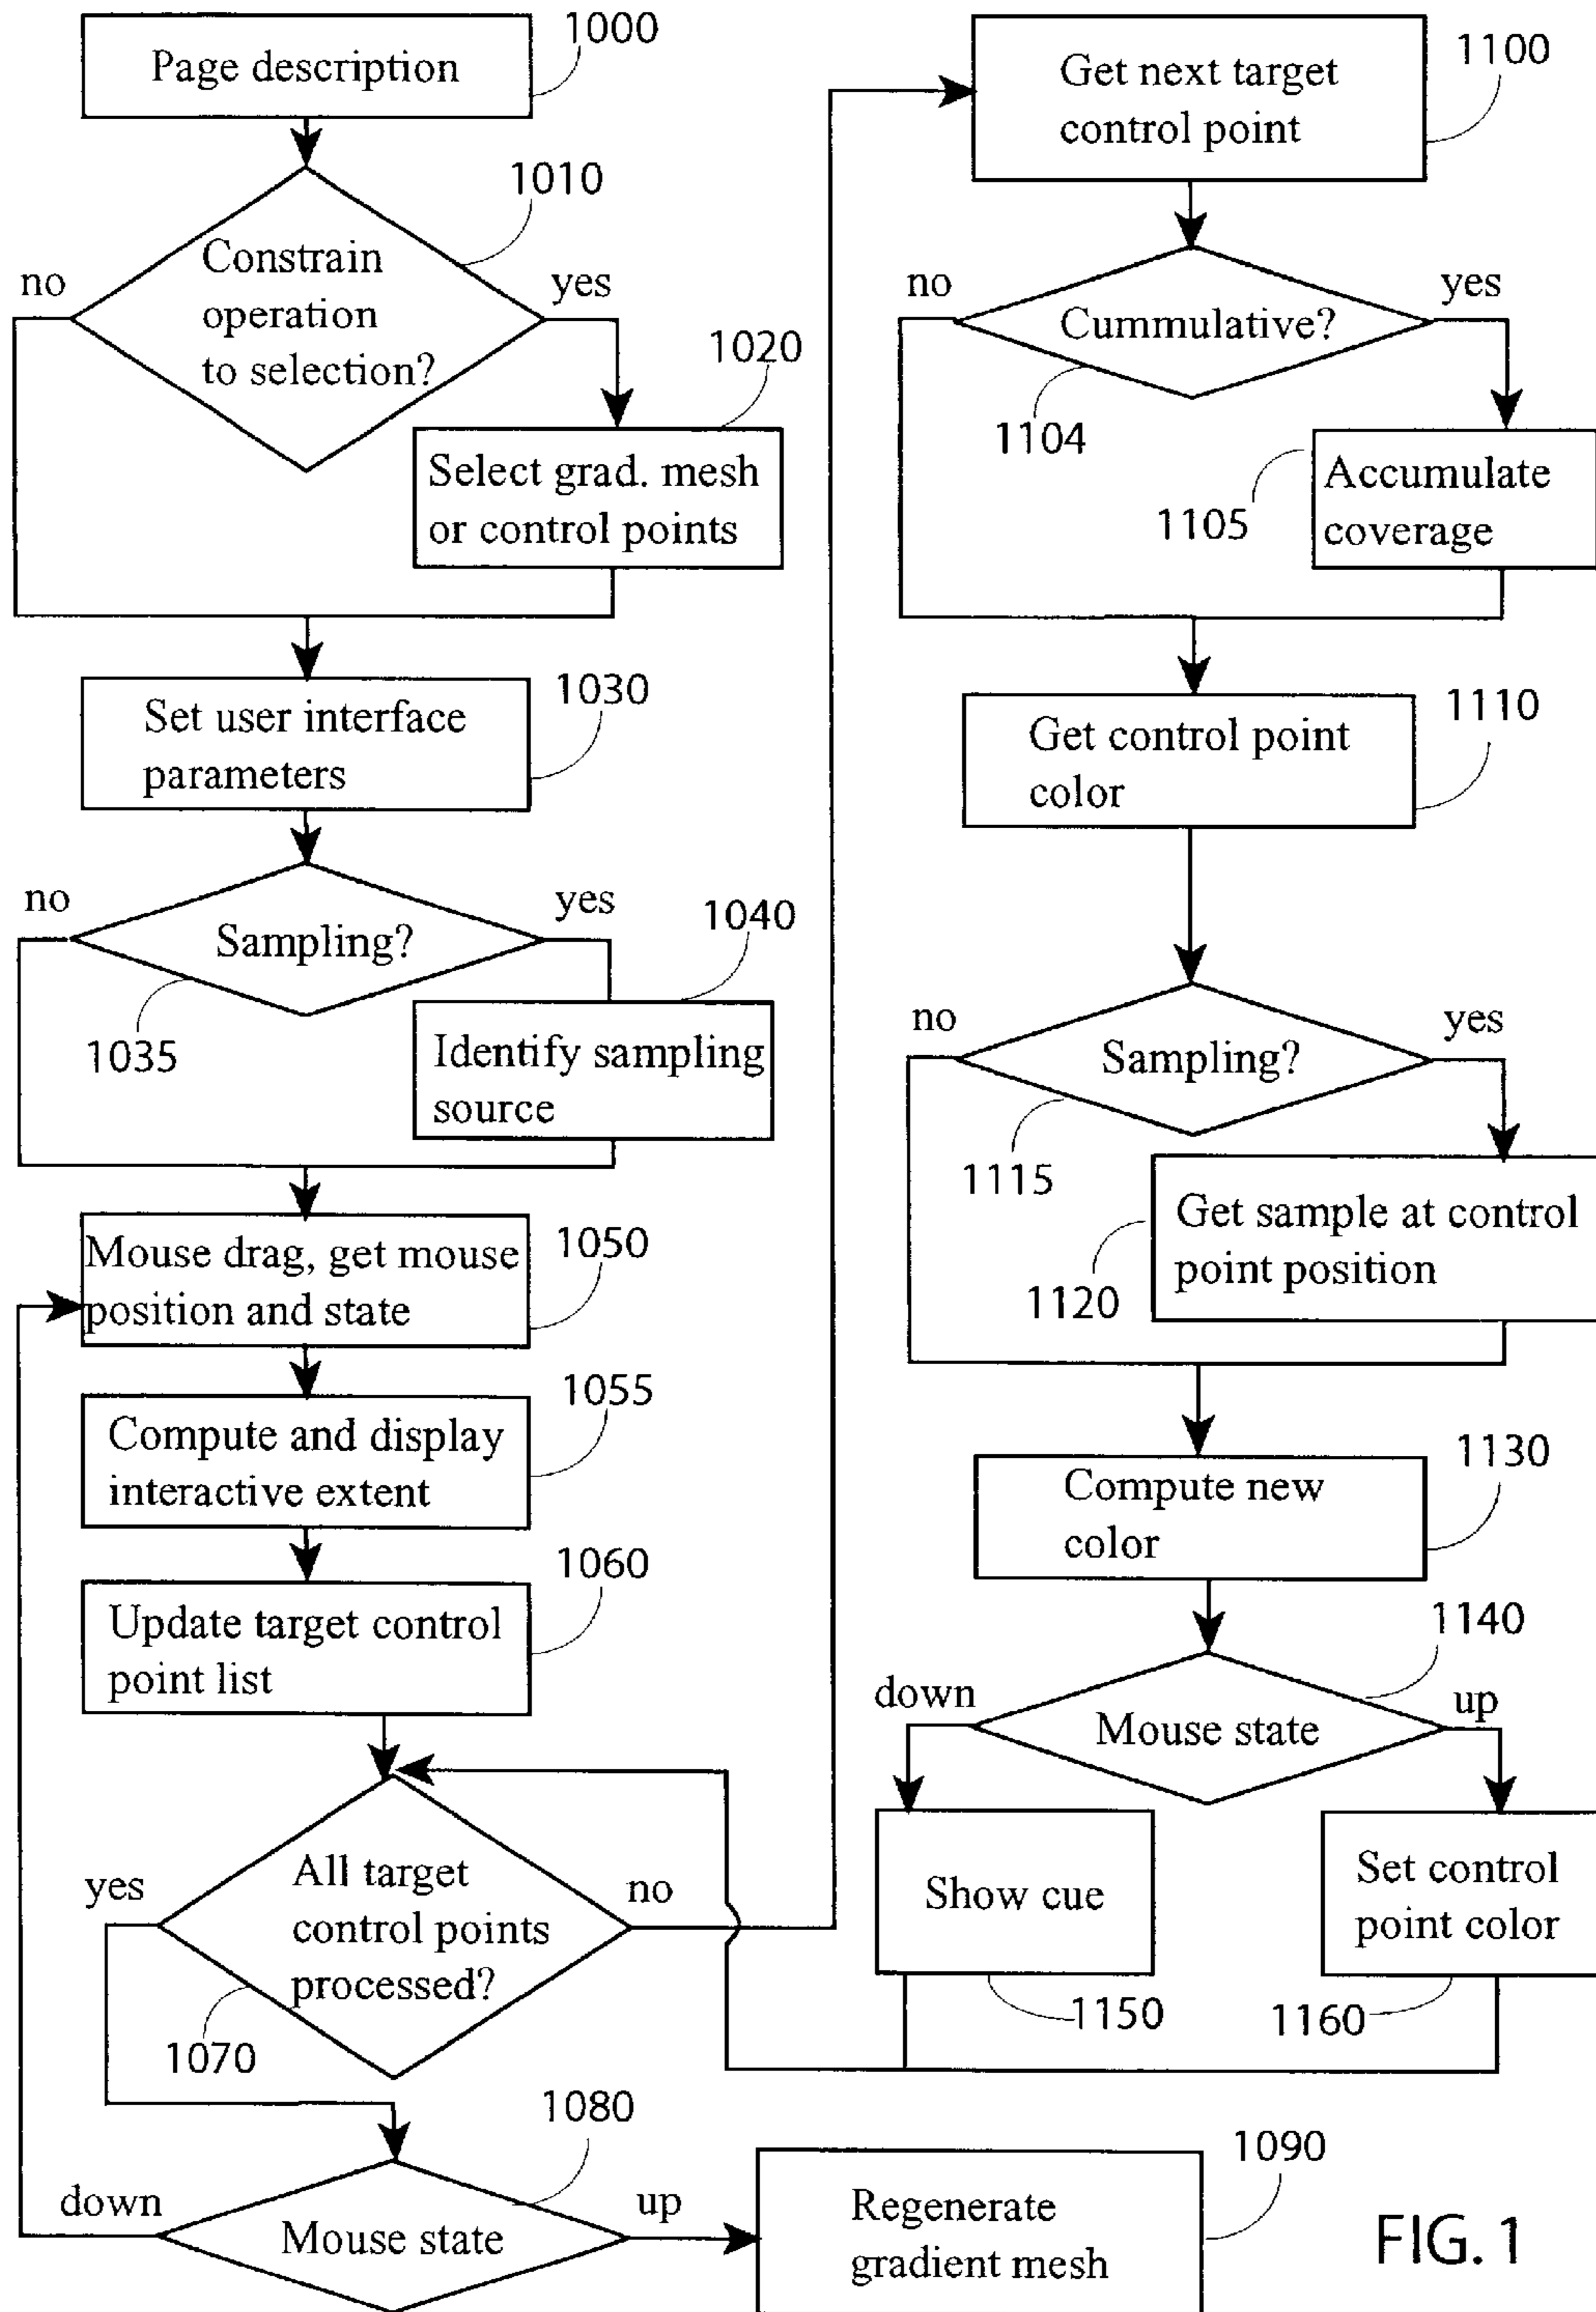 Page description
1000
1010
Constrain
operation
to selection?
no
yes
1020
Select grad. mesh
or control points
1030
Set user interface
parameters
no
yes
Sampling?
1035
1040
Identify sampling
source
Mouse drag, get mouse
position and state
1050
1055
Compute and display
interactive extent
1060
Update target control
point list
yes
All target
control points
processed?
no
1070
1080
down
Mouse state
up
1090
Regenerate
gradient mesh
Get next target
control point
1100
no
Cummulative?
yes
1104
1105
Accumulate
coverage
1110
Get control point
color
no
Sampling?
yes
1115
1120
Get sample at control
point position
1130
Compute new
color
1140
down
Mouse state
up
Show cue
1150
Set control
point color
1160
FIG. 1